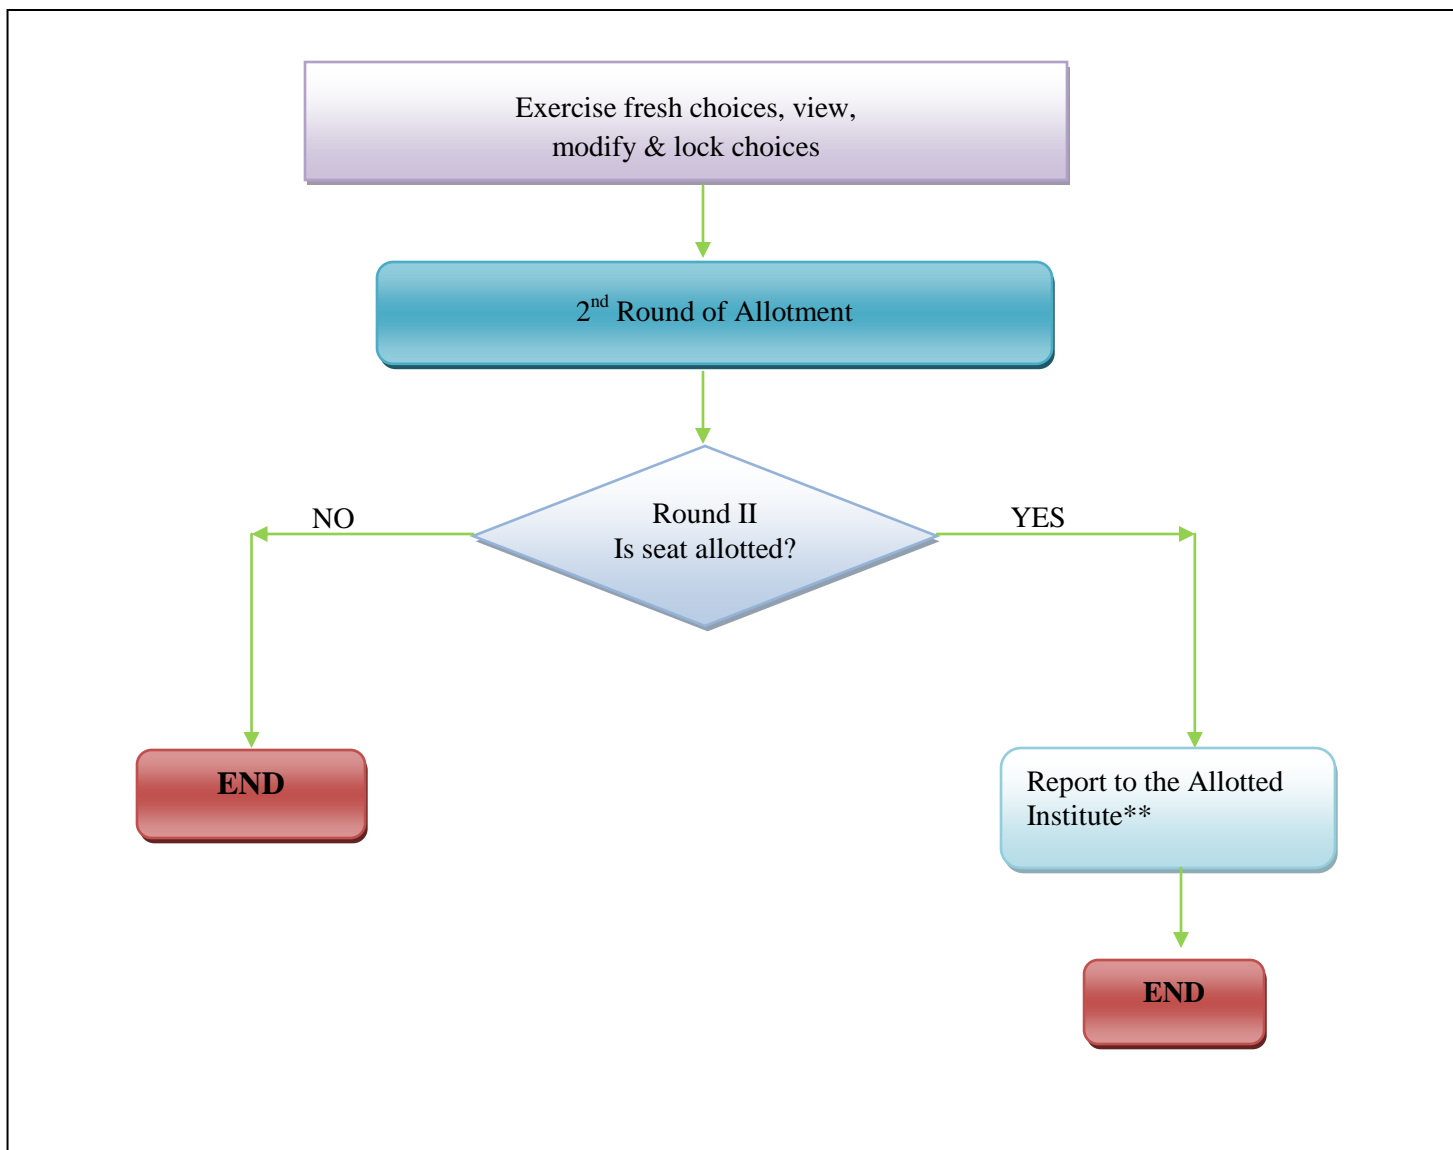 Exercise fresh choices, view,
modify & lock choices
2nd Round of Allotment
NO
Round II
Is seat allotted?
YES
END
Report to the Allotted
Institute**
END